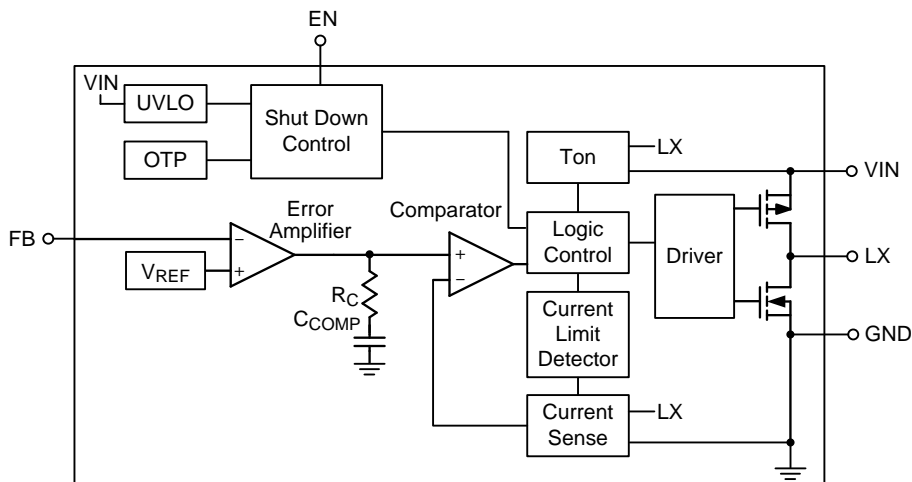 EN
VIN
UVLO
Shut Down
Control
OTP
Ton
LX
VIN
Error
Amplifier
Comparator
FB
−
+
VREF
+
−
Logic
Control
Driver
LX
RC
CCOMP
Current
Limit
Detector
GND
Current
Sense
LX